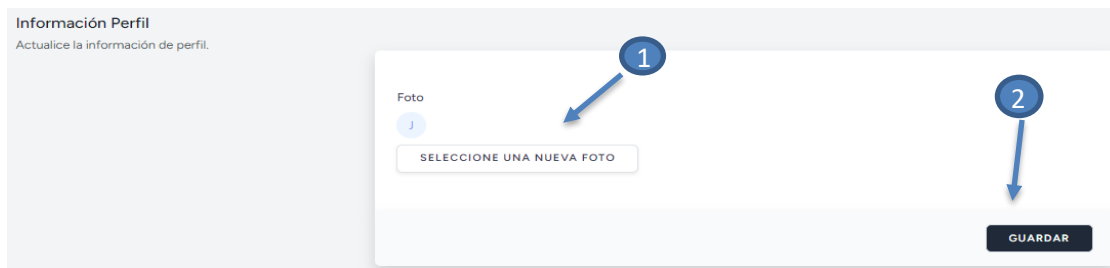 Información Perfil
Actualice la información de perfil.
1
Foto
2
J
SELECCIONE UNA NUEVA FOTO
GUARDAR